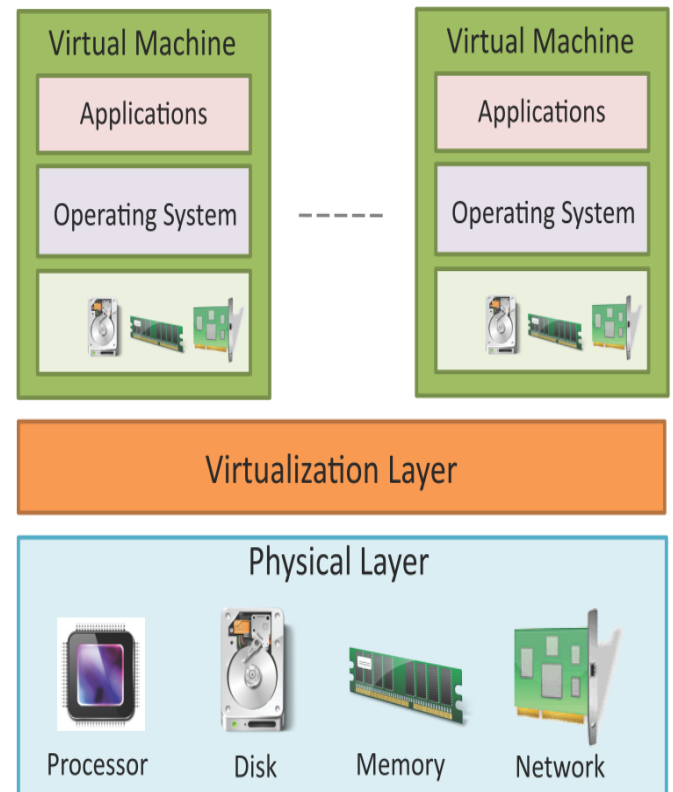 Virtual Machine
Applications
Operating System
Virtual Machine
Applications
Operating System
Virtualization Layer
Physical Layer
Processor
Disk
Memory
Network